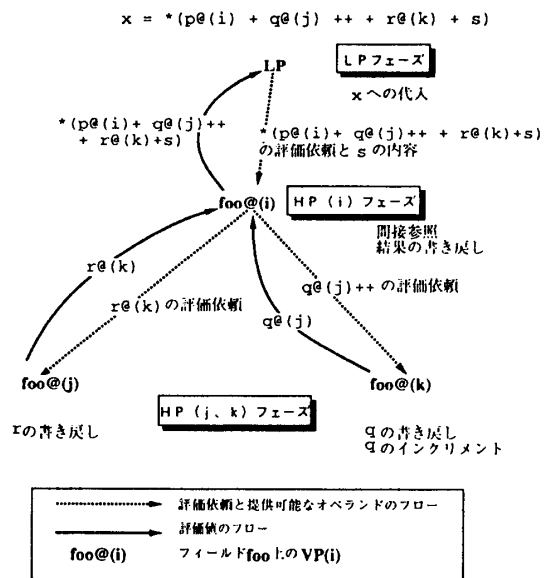 x = *(p@(i) + q@(j) ++ + r@(k) + s)
LP
LPフェーズ
xへの代入
*(p@(i)+ q@(j)++
+ r@(k)+s)
*(p@(i)+ q@(j)++ + r@(k)+s)
の評価依頼とsの内容
foo@(i)
HP(i)フェーズ
間接参照
結果の書き戻し
r@(k)
r@(k)の評価依頼
q@(j)++の評価依頼
q@(j)
foo@(j)
foo@(k)
HP(j、k)フェーズ
rの書き戻し
qの書き戻し
qのインクリメント
評価依頼と提供可能なオペランドのフロー
評価値のフロー
foo@(i)
フィールドfoo上のVP(i)